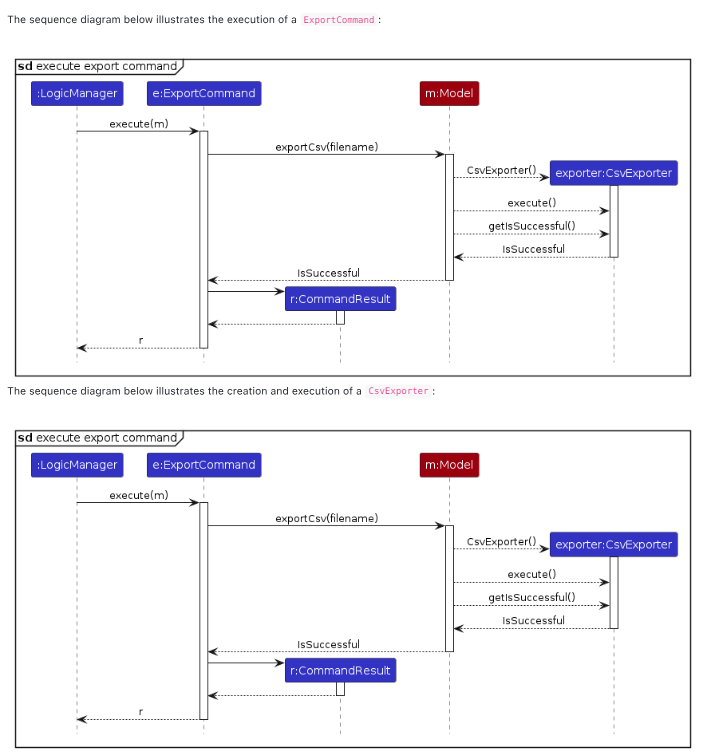 The sequence diagram below illustrates the execution of a ExportCommand:
sd execute export command
:LogicManager e:ExportCommand m:Model
execute(m)
exportCsv(filename)
CsvExporter() exporter:CsvExporter
execute()
getIsSuccessful()
IsSuccessful
IsSuccessful
r:CommandResult
r
The sequence diagram below illustrates the creation and execution of a CsvExporter:
sd execute export command
:LogicManager e:ExportCommand m:Model
execute(m)
exportCsv(filename)
CsvExporter() exporter:CsvExporter
execute()
getIsSuccessful()
IsSuccessful
IsSuccessful
r:CommandResult
r